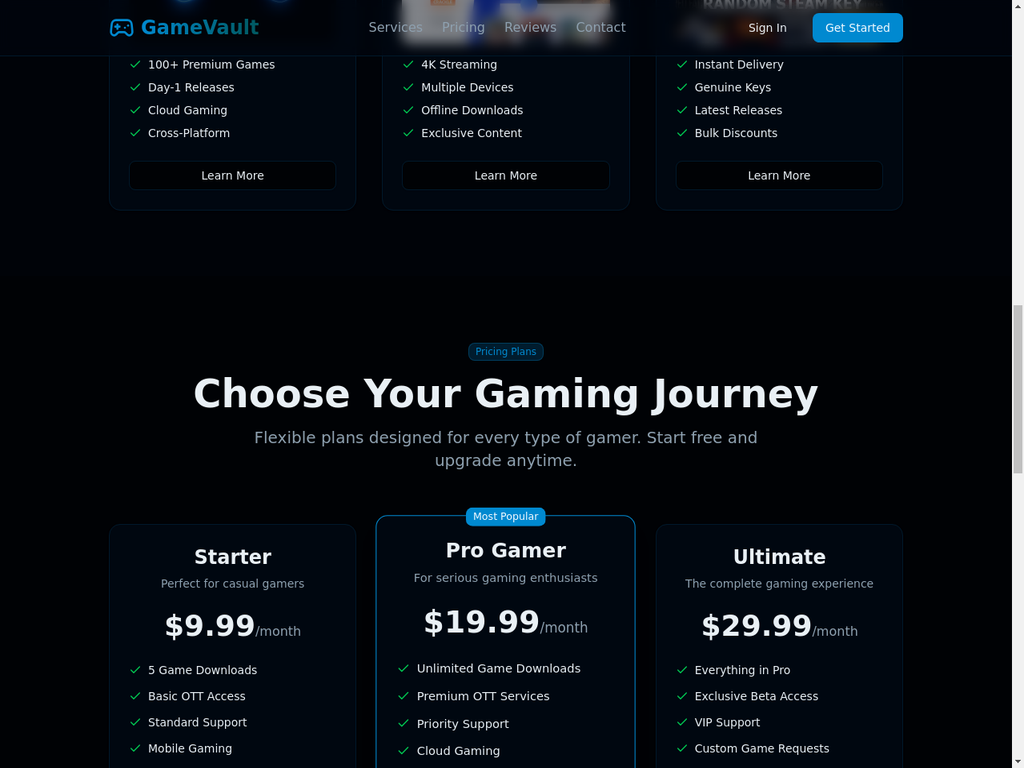 RANDOM STEAM KEY
GameVault
Services
Pricing
Reviews
Contact
Sign In
Get Started
100+ Premium Games
Day-1 Releases
Cloud Gaming
Cross-Platform
Learn More
4K Streaming
Multiple Devices
Offline Downloads
Exclusive Content
Learn More
Instant Delivery
Genuine Keys
Latest Releases
Bulk Discounts
Learn More
Pricing Plans
Choose Your Gaming Journey
Flexible plans designed for every type of gamer. Start free and
upgrade anytime.
Starter
Perfect for casual gamers
$9.99/month
5 Game Downloads
Basic OTT Access
Standard Support
Mobile Gaming
Most Popular
Pro Gamer
For serious gaming enthusiasts
$19.99/month
Unlimited Game Downloads
Premium OTT Services
Priority Support
Cloud Gaming
Ultimate
The complete gaming experience
$29.99/month
Everything in Pro
Exclusive Beta Access
VIP Support
Custom Game Requests